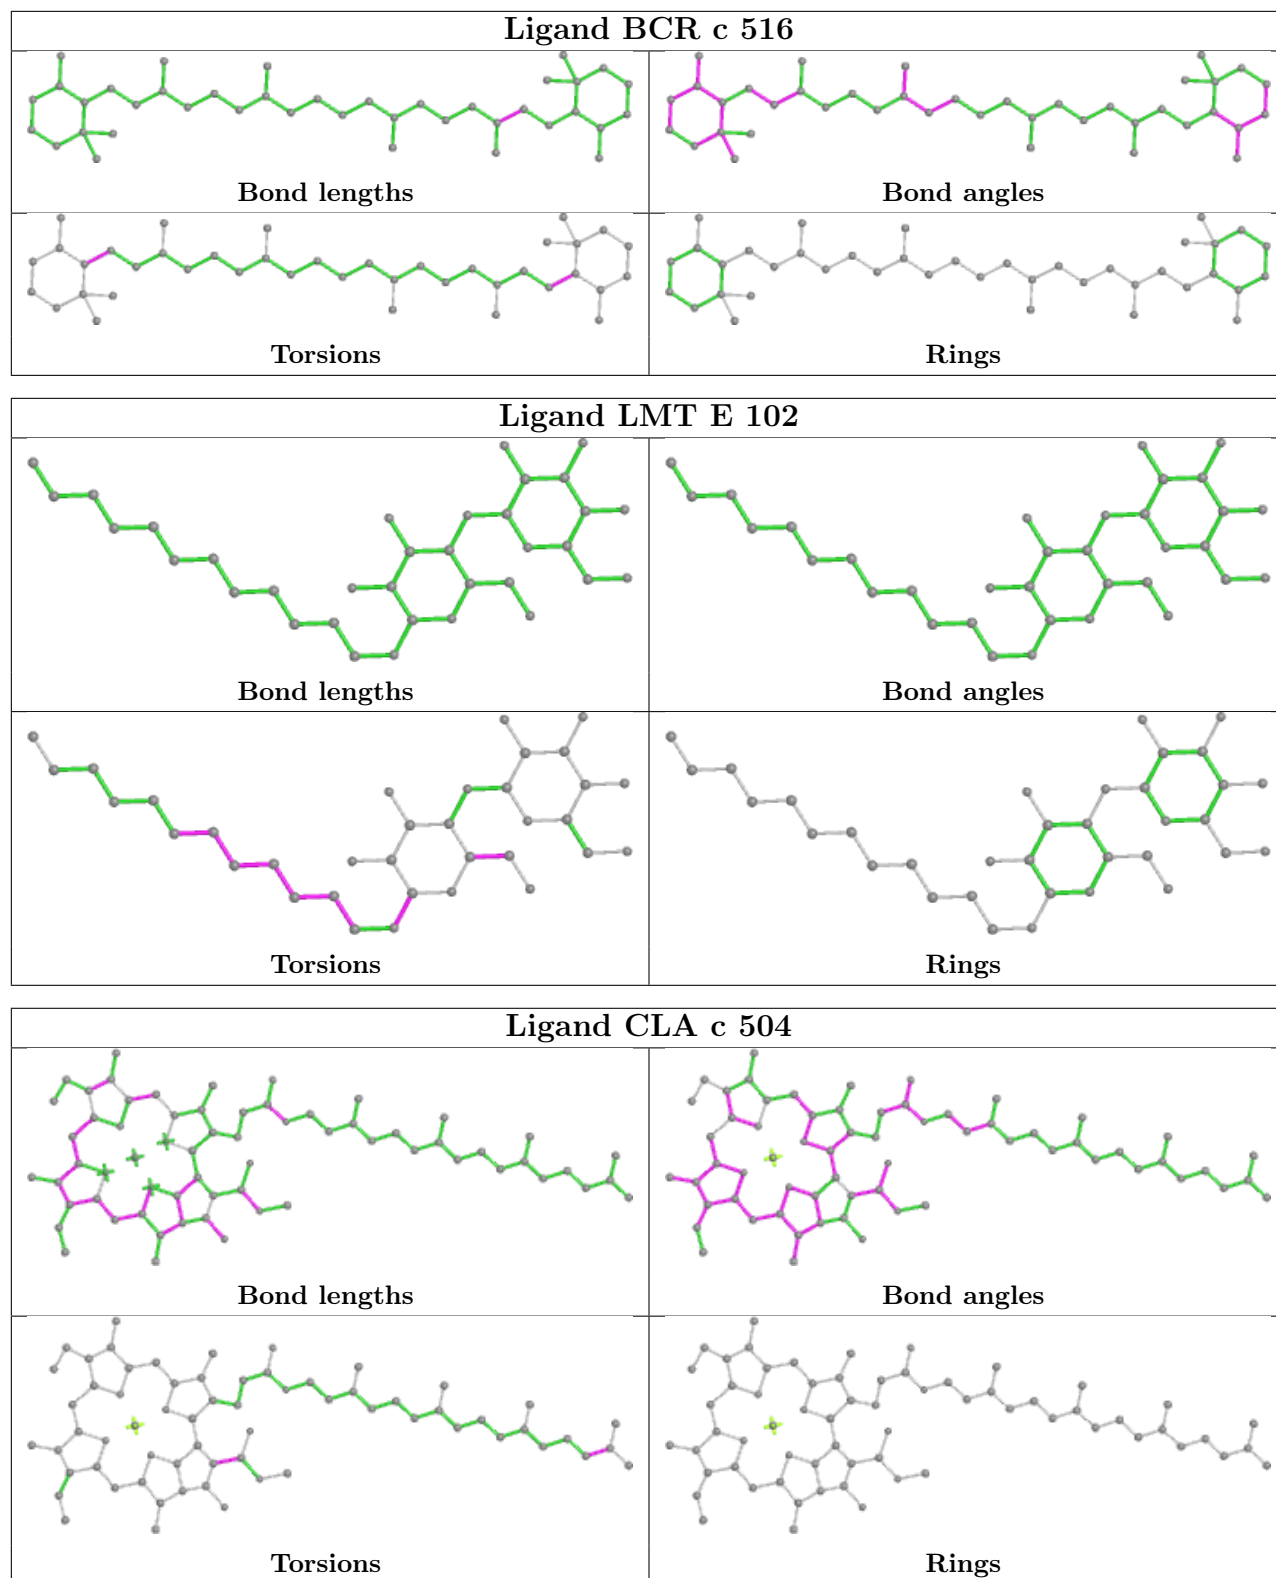 Ligand BCR c 516
Bond lengths
Bond angles
Torsions
Rings
Ligand LMT E 102
Bond lengths
Bond angles
Torsions
Rings
Ligand CLA c 504
Bond lengths
Bond angles
Torsions
Rings